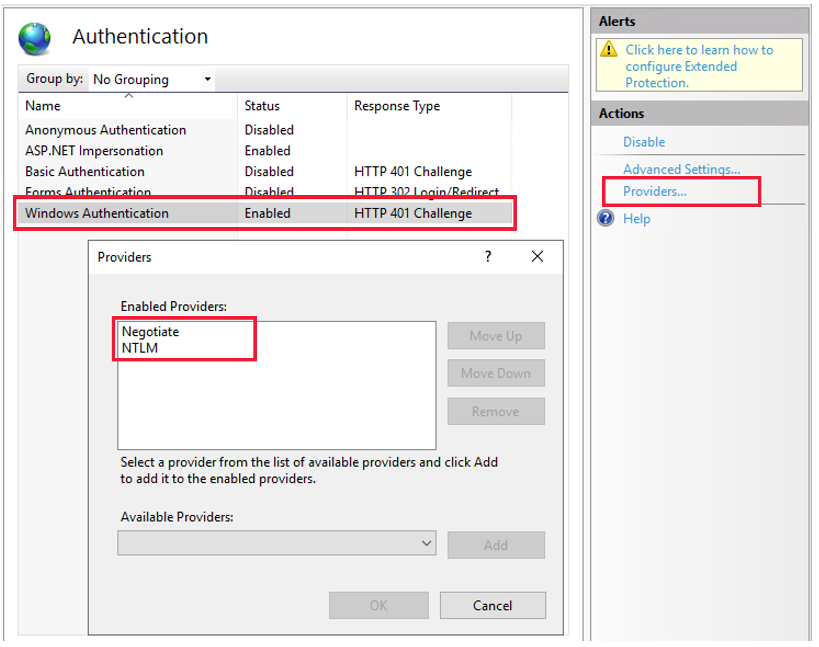 Authentication
Group by: No Grouping
Name Status Response Type
Anonymous Authentication Disabled
ASP.NET Impersonation Enabled
Basic Authentication Disabled HTTP 401 Challenge
Forms Authentication Disabled HTTP 302 Login/Redirect
Windows Authentication Enabled HTTP 401 Challenge
Providers ?
Enabled Providers:
Negotiate
NTLM
Move Up
Move Down
Remove
Select a provider from the list of available providers and click Add
to add it to the enabled providers.
Available Providers:
Add
OK Cancel
Alerts
Click here to learn how to
configure Extended
Protection.
Actions
Disable
Advanced Settings...
Providers...
Help